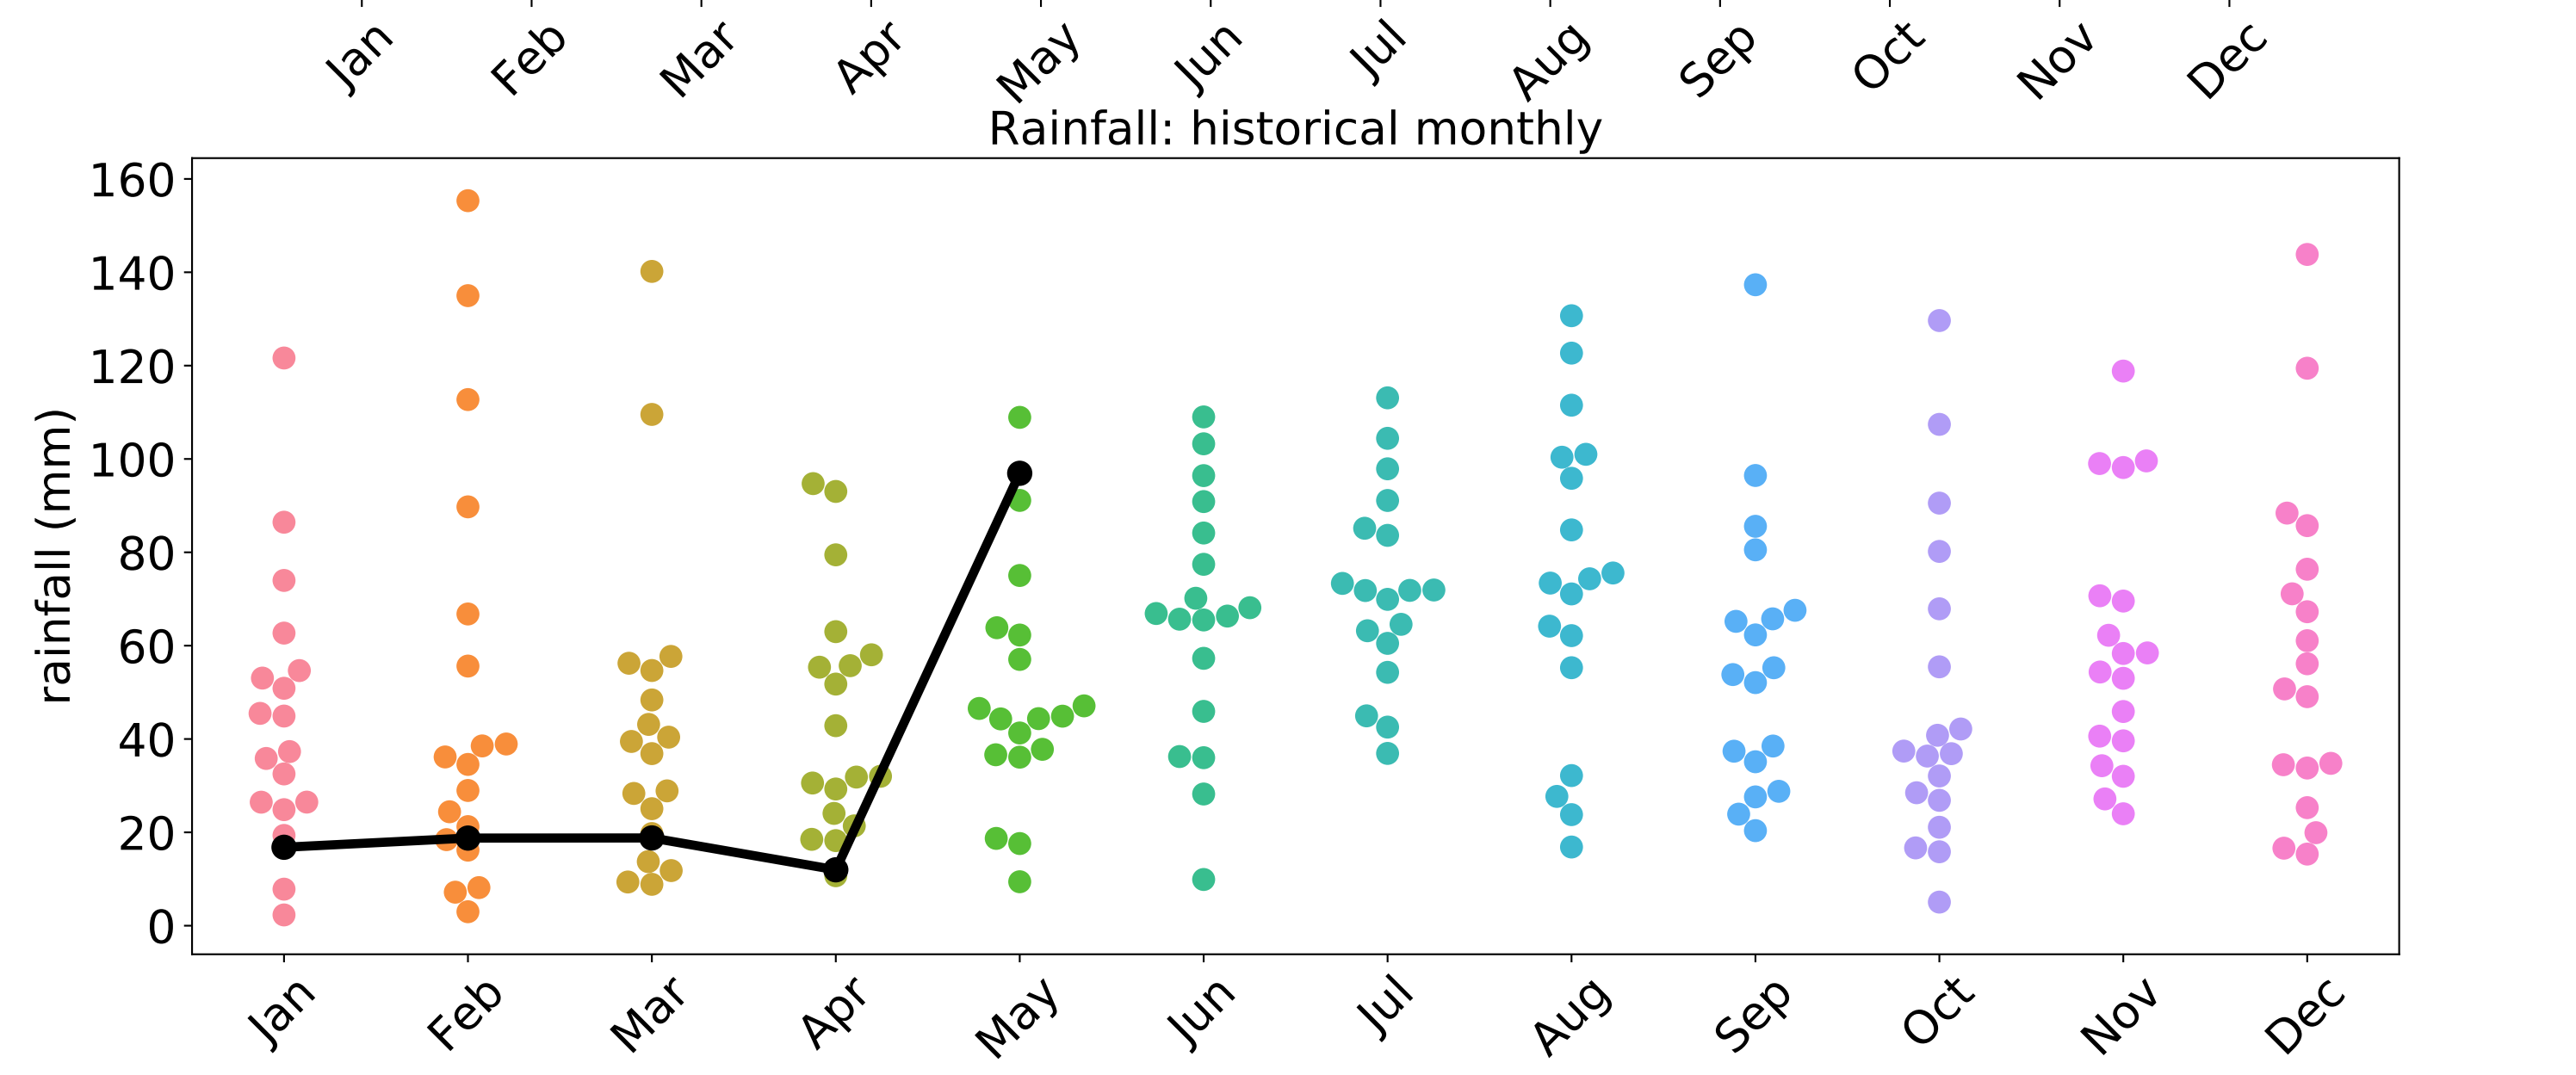 Jan Feb Mar Apr May Jun Jul Aug Sep Oct Nov Dec
Rainfall: historical monthly
rainfall (mm)
160
140
120
100
80
60
40
20
0
Jan Feb Mar Apr May Jun Jul Aug Sep Oct Nov Dec